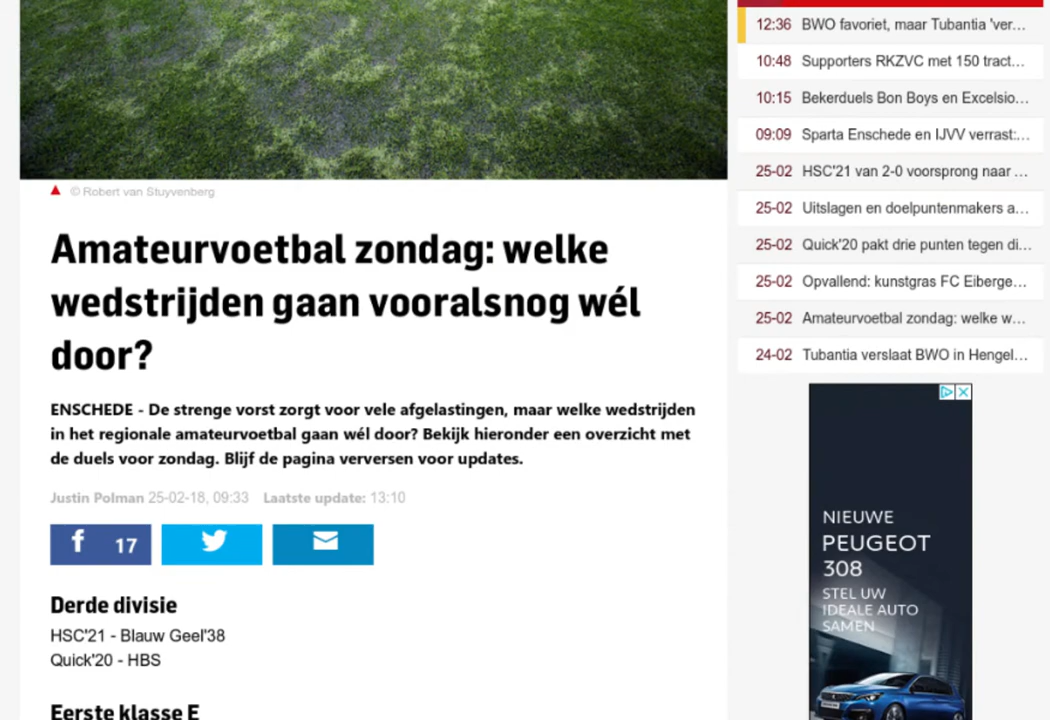 © Robert van Stuyvenberg
Amateurvoetbal zondag: welke
wedstrijden gaan vooralsnog wél
door?
ENSCHEDE - De strenge vorst zorgt voor vele afgelastingen, maar welke wedstrijden
in het regionale amateurvoetbal gaan wél door? Bekijk hieronder een overzicht met
de duels voor zondag. Blijf de pagina verversen voor updates.
Justin Polman 25-02-18, 09:33 Laatste update: 13:10
f 17
Derde divisie
HSC'21 - Blauw Geel'38
Quick'20 - HBS
Eerste klasse E
12:36 BWO favoriet, maar Tubantia 'ver...
10:48 Supporters RKZVC met 150 tract...
10:15 Bekerduels Bon Boys en Excelsio...
09:09 Sparta Enschede en IJVV verrast:...
25-02 HSC'21 van 2-0 voorsprong naar ...
25-02 Uitslagen en doelpuntenmakers a...
25-02 Quick'20 pakt drie punten tegen di...
25-02 Opvallend: kunstgras FC Eiberge...
25-02 Amateurvoetbal zondag: welke w...
24-02 Tubantia verslaat BWO in Hengel...
NIEUWE
PEUGEOT
308
STEL UW
IDEALE AUTO
SAMEN